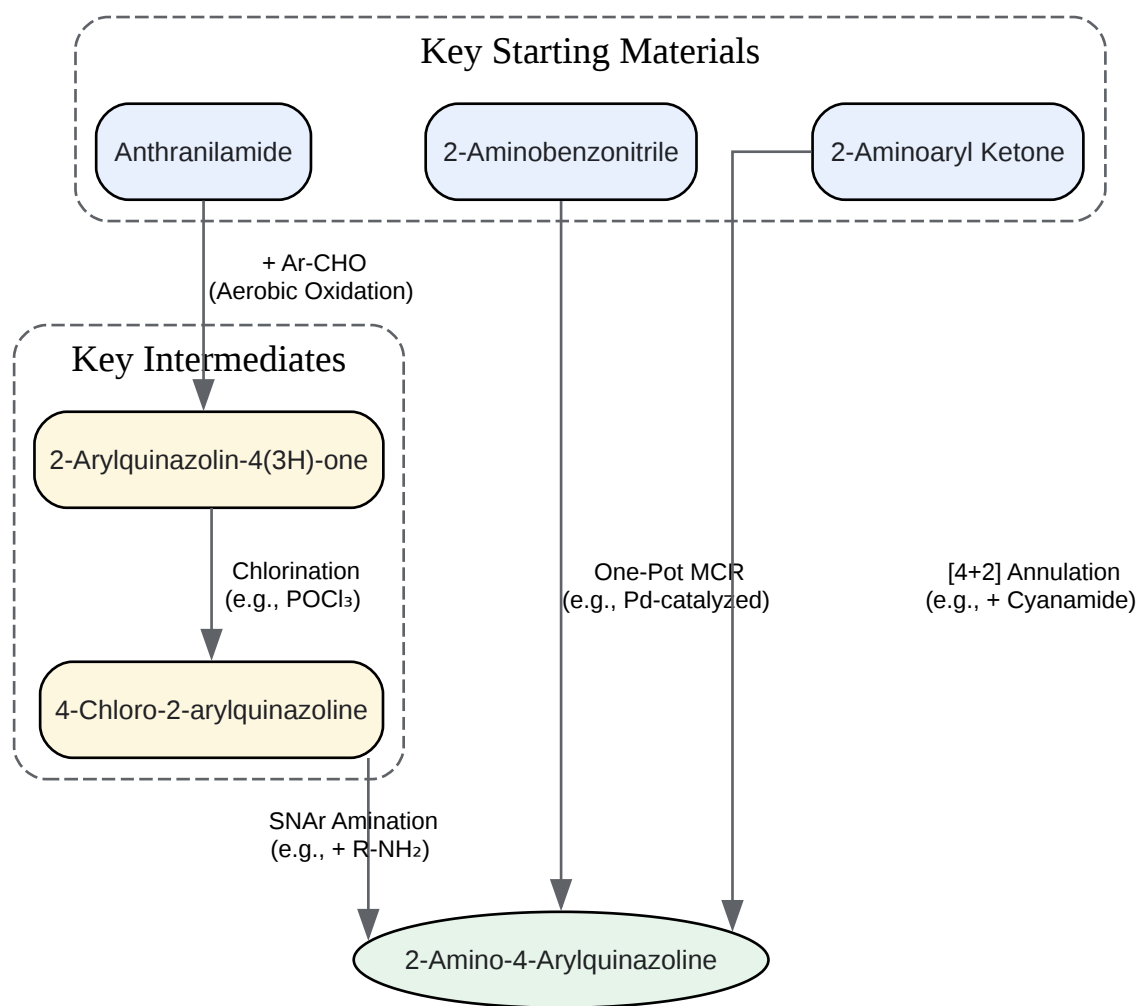 Key Starting Materials
Anthranilamide
2-Aminobenzonitrile
2-Aminoaryl Ketone
+ Ar-CHO
(Aerobic Oxidation)
Key Intermediates
2-Arylquinazolin-4(3H)-one
Chlorination
(e.g., POCl₃)
One-Pot MCR
(e.g., Pd-catalyzed)
[4+2] Annulation
(e.g., + Cyanamide)
4-Chloro-2-arylquinazoline
SNAr Amination
(e.g., + R-NH₂)
2-Amino-4-Arylquinazoline